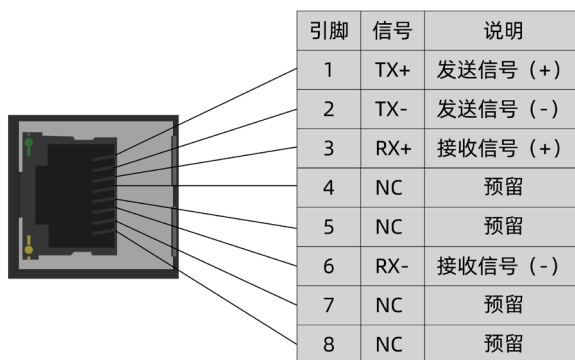 引脚 信号 说明
1 TX+ 发送信号（+）
2 TX- 发送信号（-）
3 RX+ 接收信号（+）
4 NC 预留
5 NC 预留
6 RX- 接收信号（-）
7 NC 预留
8 NC 预留